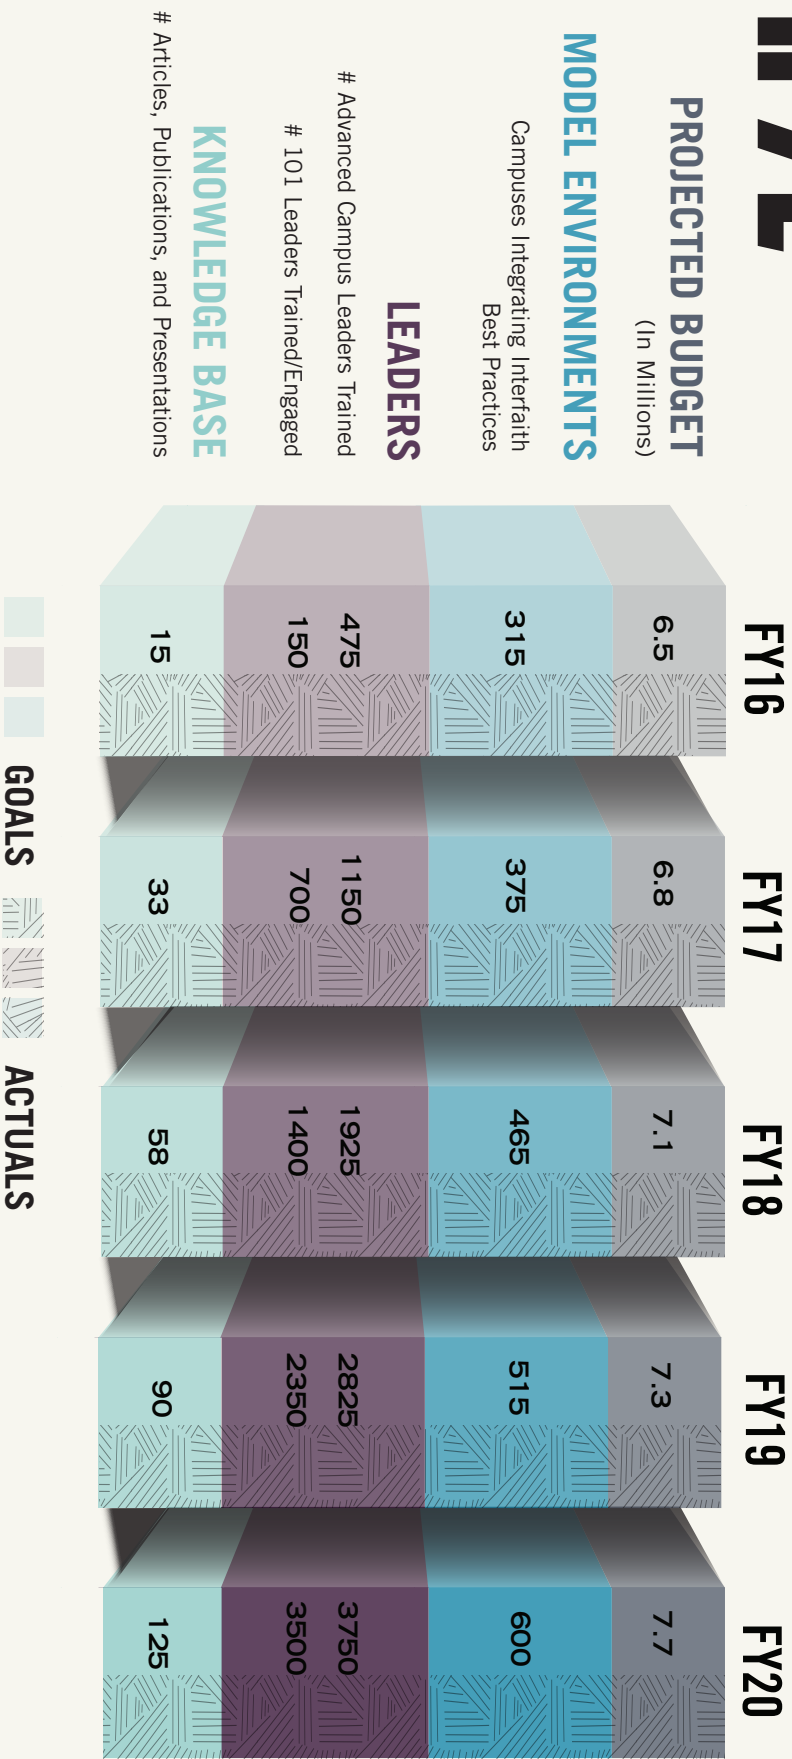 FY16
FY17
FY18
FY19
FY20
PROJECTED BUDGET
(In Millions)
6.5
6.8
7.1
7.3
7.7
MODEL ENVIRONMENTS
Campuses Integrating Interfaith
Best Practices
315
375
465
515
600
LEADERS
# Advanced Campus Leaders Trained
475
1150
1925
2825
3750
# 101 Leaders Trained/Engaged
150
700
1400
2350
3500
KNOWLEDGE BASE
# Articles, Publications, and Presentations
15
33
58
90
125
GOALS
ACTUALS